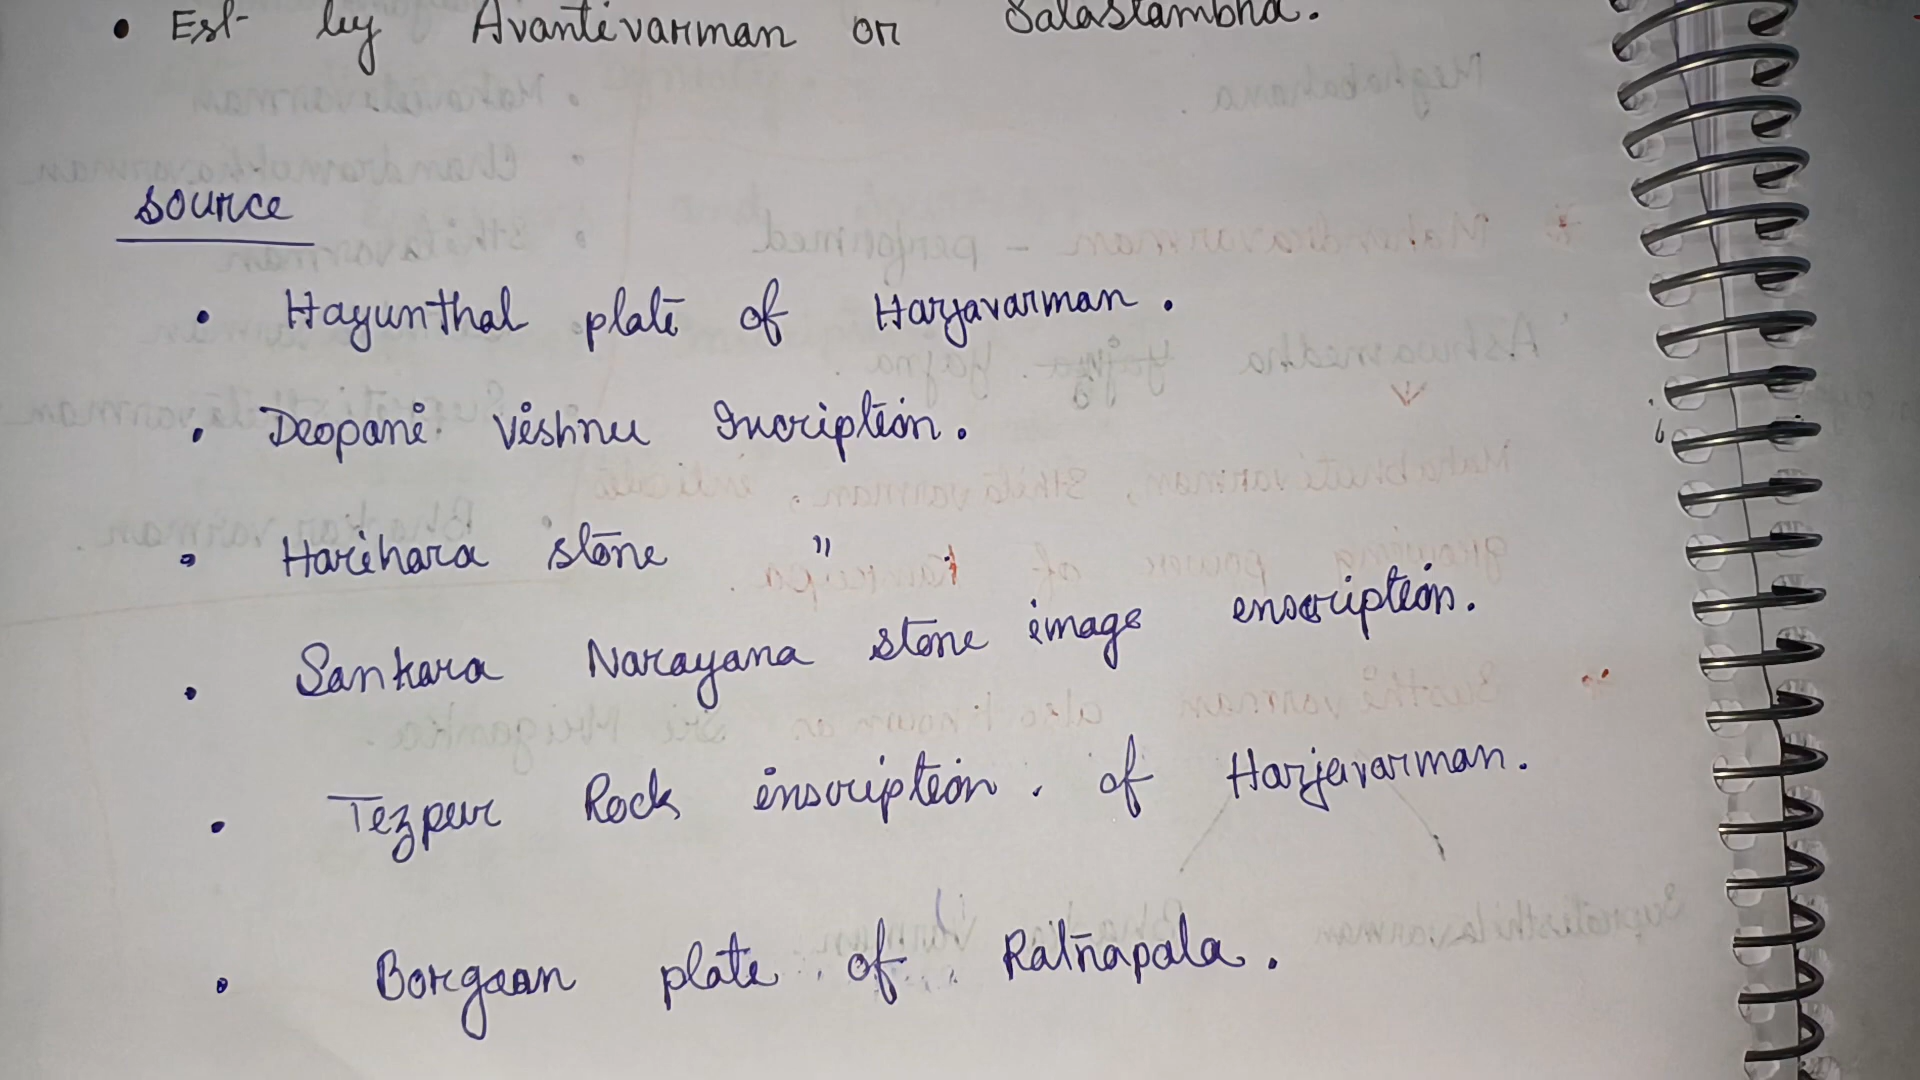 • Est- by Avantivarman or Salastambha.
source
• Hayunthal plate of Harjavarman.
• Deopani Vishnu Incription.
• Harihara stone "
• Sankara Narayana stone image inscription.
• Tezpur Rock inscription. of Harjavarman.
• Borgaon plate of Ratnapala.